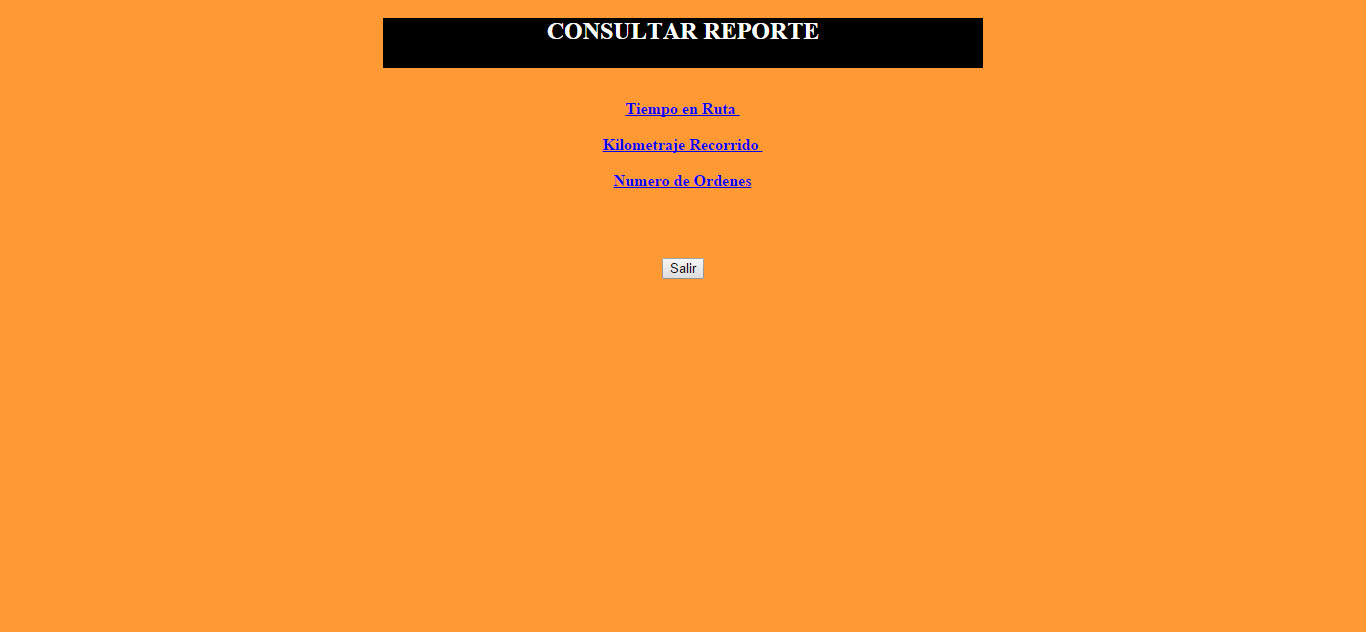 CONSULTAR REPORTE
Tiempo en Ruta
Kilometraje Recorrido
Numero de Ordenes
Salir